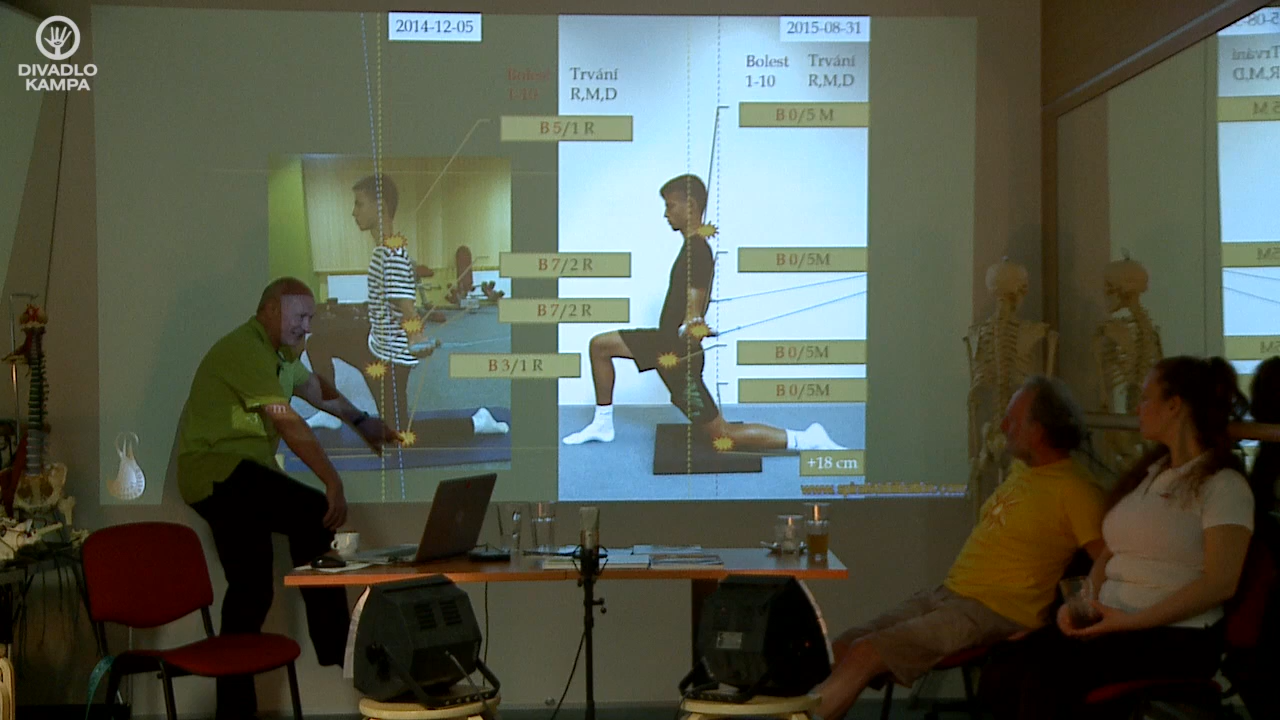 DIVADLO
KAMPA
2014-12-05
2015-08-31
Bolest
1-10
Trvání
R,M,D
Bolest
1-10
Trvání
R,M,D
B 5/1 R
B 0/5 M
B 7/2 R
B 0/5M
B 7/2 R
B 3/1 R
B 0/5M
B 0/5M
+18 cm